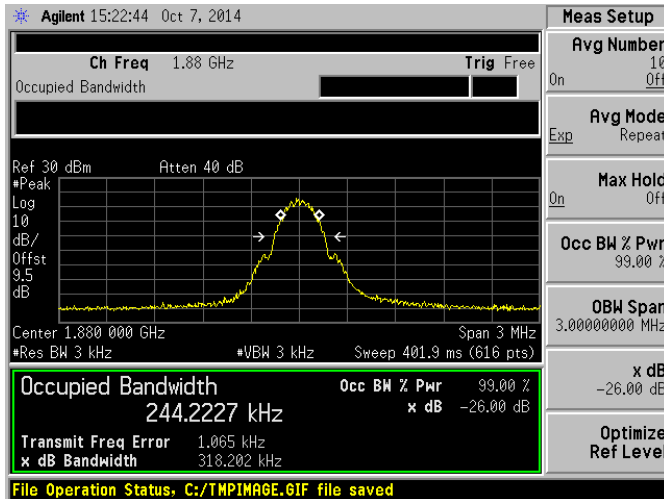 Agilent 15:22:44 Oct 7, 2014
Meas Setup
Ch Freq 1.88 GHz Trig Free
Occupied Bandwidth
Ref 30 dBm Atten 40 dB
#Peak
Log
10
dB/
Offst
9.5
dB
Center 1.880 000 GHz Span 3 MHz
#Res BW 3 kHz #VBW 3 kHz Sweep 401.9 ms (616 pts)
Occupied Bandwidth Occ BW % Pwr 99.00 %
244.2227 kHz x dB -26.00 dB
Transmit Freq Error 1.065 kHz
x dB Bandwidth 318.202 kHz
File Operation Status, C:/TMPIMAGE.GIF file saved
Avg Number
10
On Off
Avg Mode
Exp Repeat
Max Hold
On Off
Occ BW % Pwr
99.00 %
OBW Span
3.00000000 MHz
x dB
-26.00 dB
Optimize
Ref Level